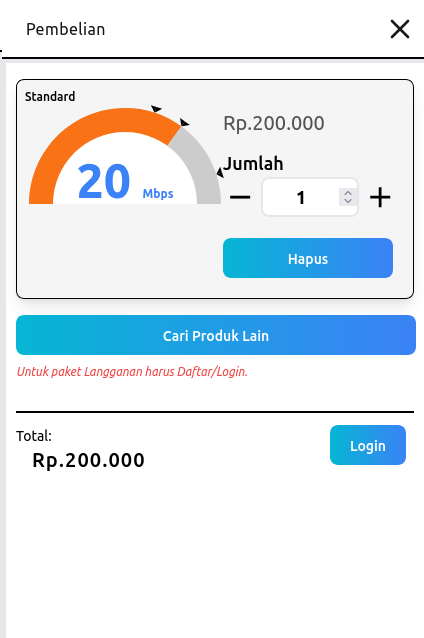 Pembelian
Standard
20 Mbps
Rp.200.000
Jumlah
1
Hapus
Cari Produk Lain
Untuk paket Langganan harus Daftar/Login.
Total:
Rp.200.000
Login